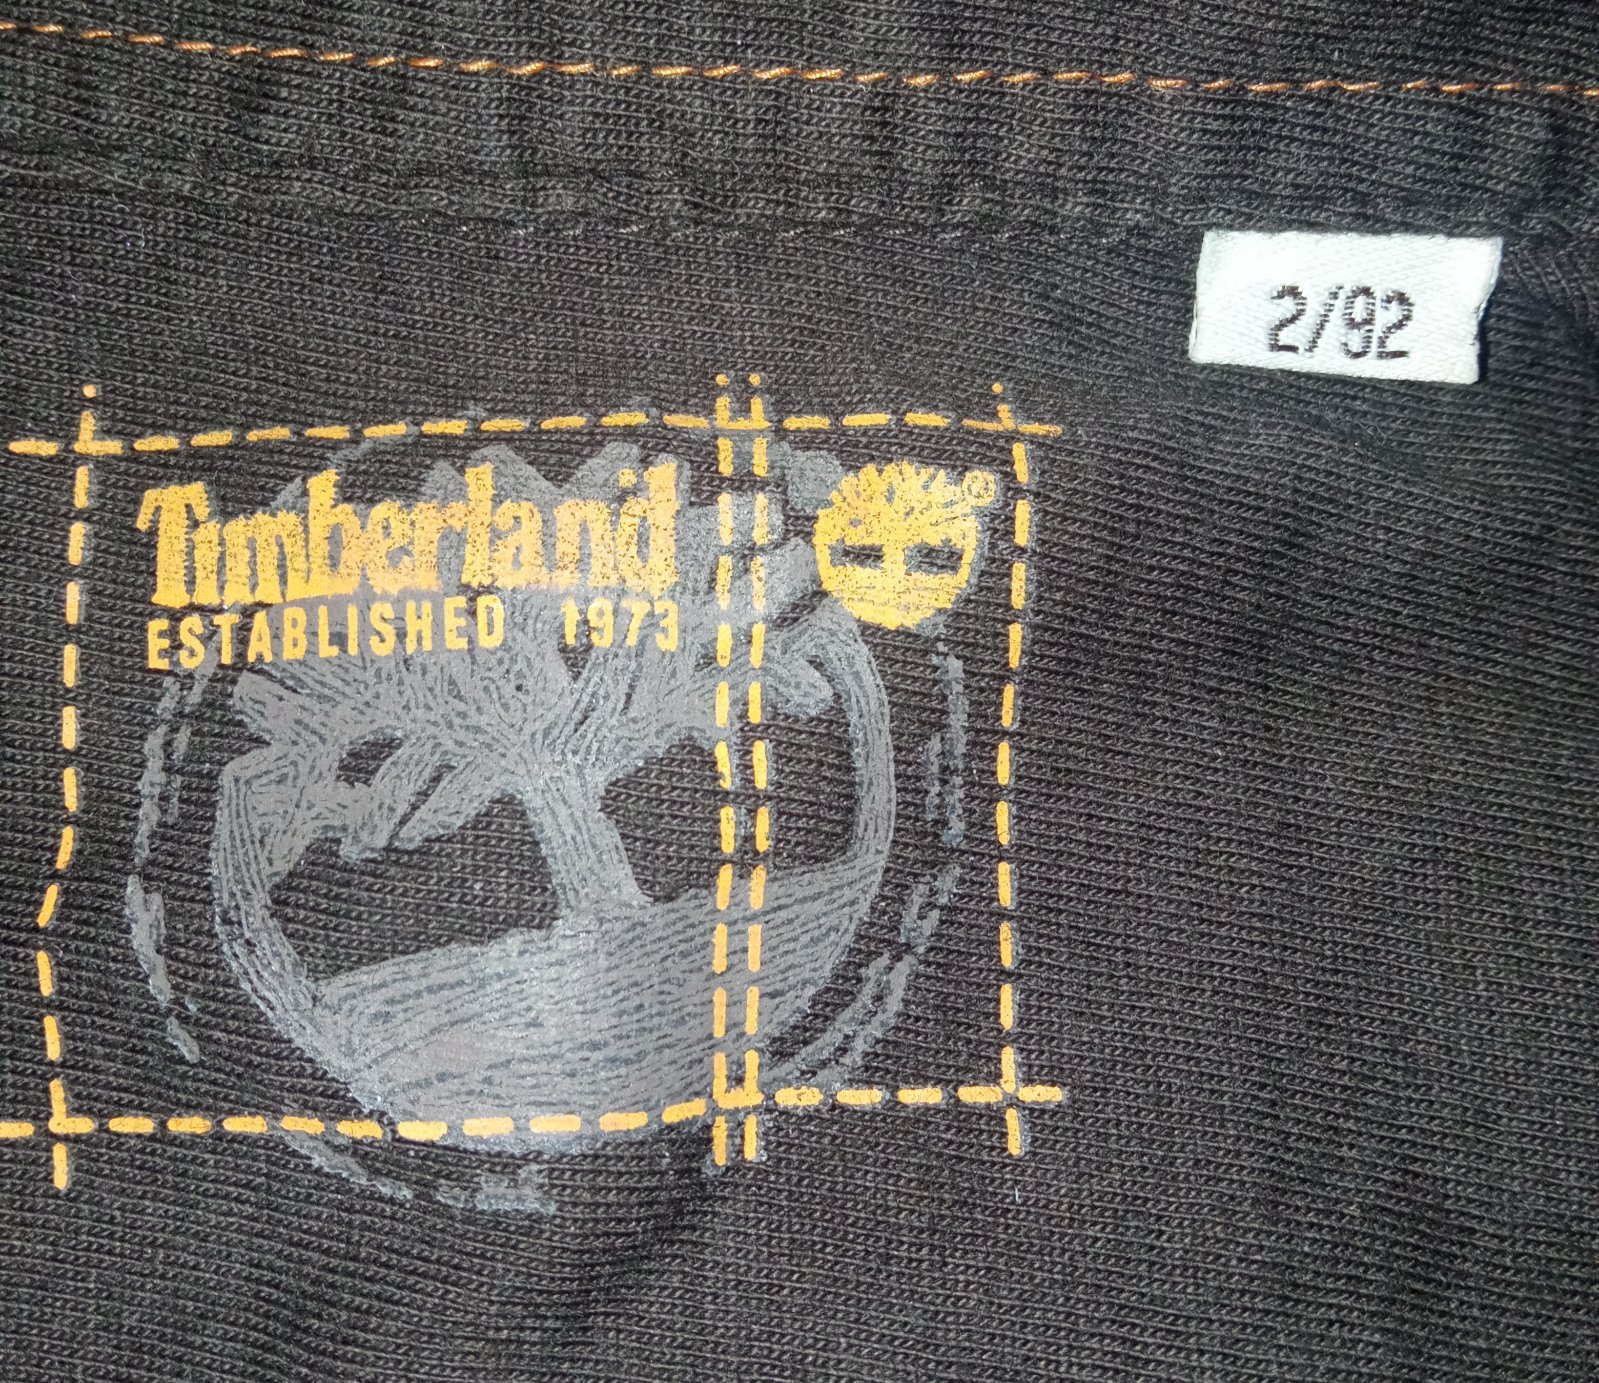 2/92
Timberland ®
ESTABLISHED 1973